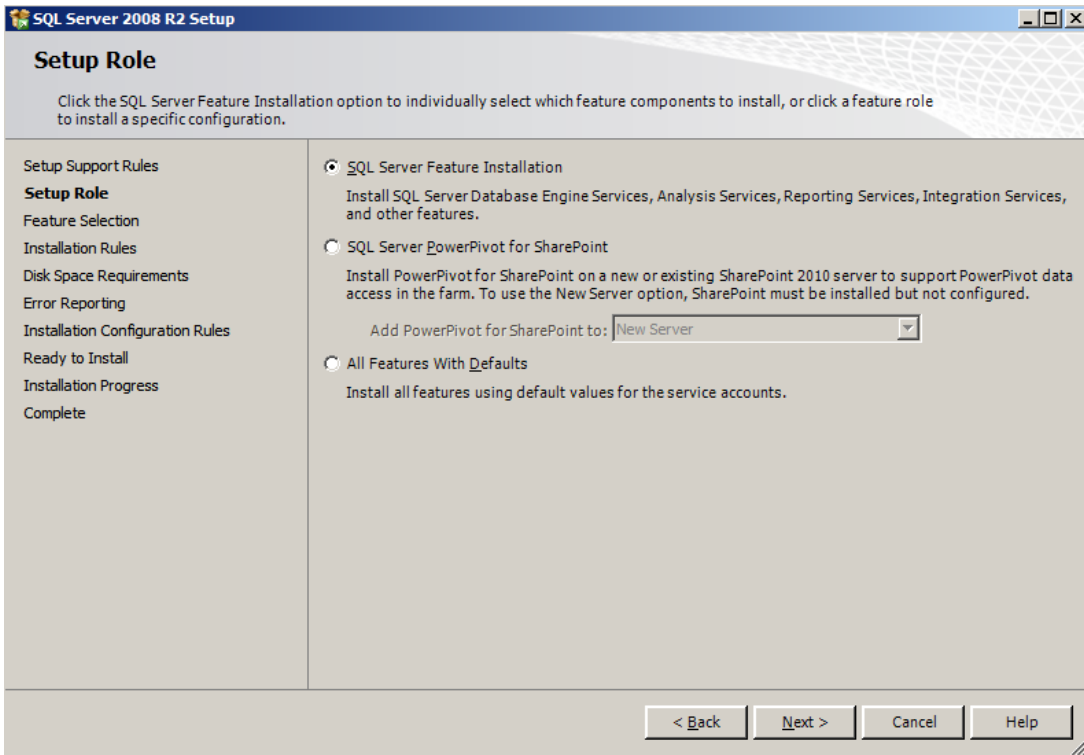 SQL Server 2008 R2 Setup
Setup Role
Click the SQL Server Feature Installation option to individually select which feature components to install, or click a feature role
to install a specific configuration.
Setup Support Rules
Setup Role
Feature Selection
Installation Rules
Disk Space Requirements
Error Reporting
Installation Configuration Rules
Ready to Install
Installation Progress
Complete
SQL Server Feature Installation
Install SQL Server Database Engine Services, Analysis Services, Reporting Services, Integration Services,
and other features.
SQL Server PowerPivot for SharePoint
Install PowerPivot for SharePoint on a new or existing SharePoint 2010 server to support PowerPivot data
access in the farm. To use the New Server option, SharePoint must be installed but not configured.
Add PowerPivot for SharePoint to: New Server
All Features With Defaults
Install all features using default values for the service accounts.
< Back Next > Cancel Help